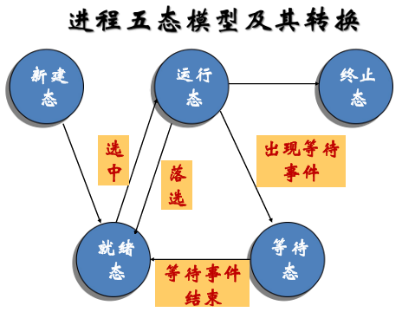 进程五态模型及其转换
新建
态
运行
态
终止
态
选
中
落
选
出现等待
事件
就绪
态
等待
态
等待事件
结束